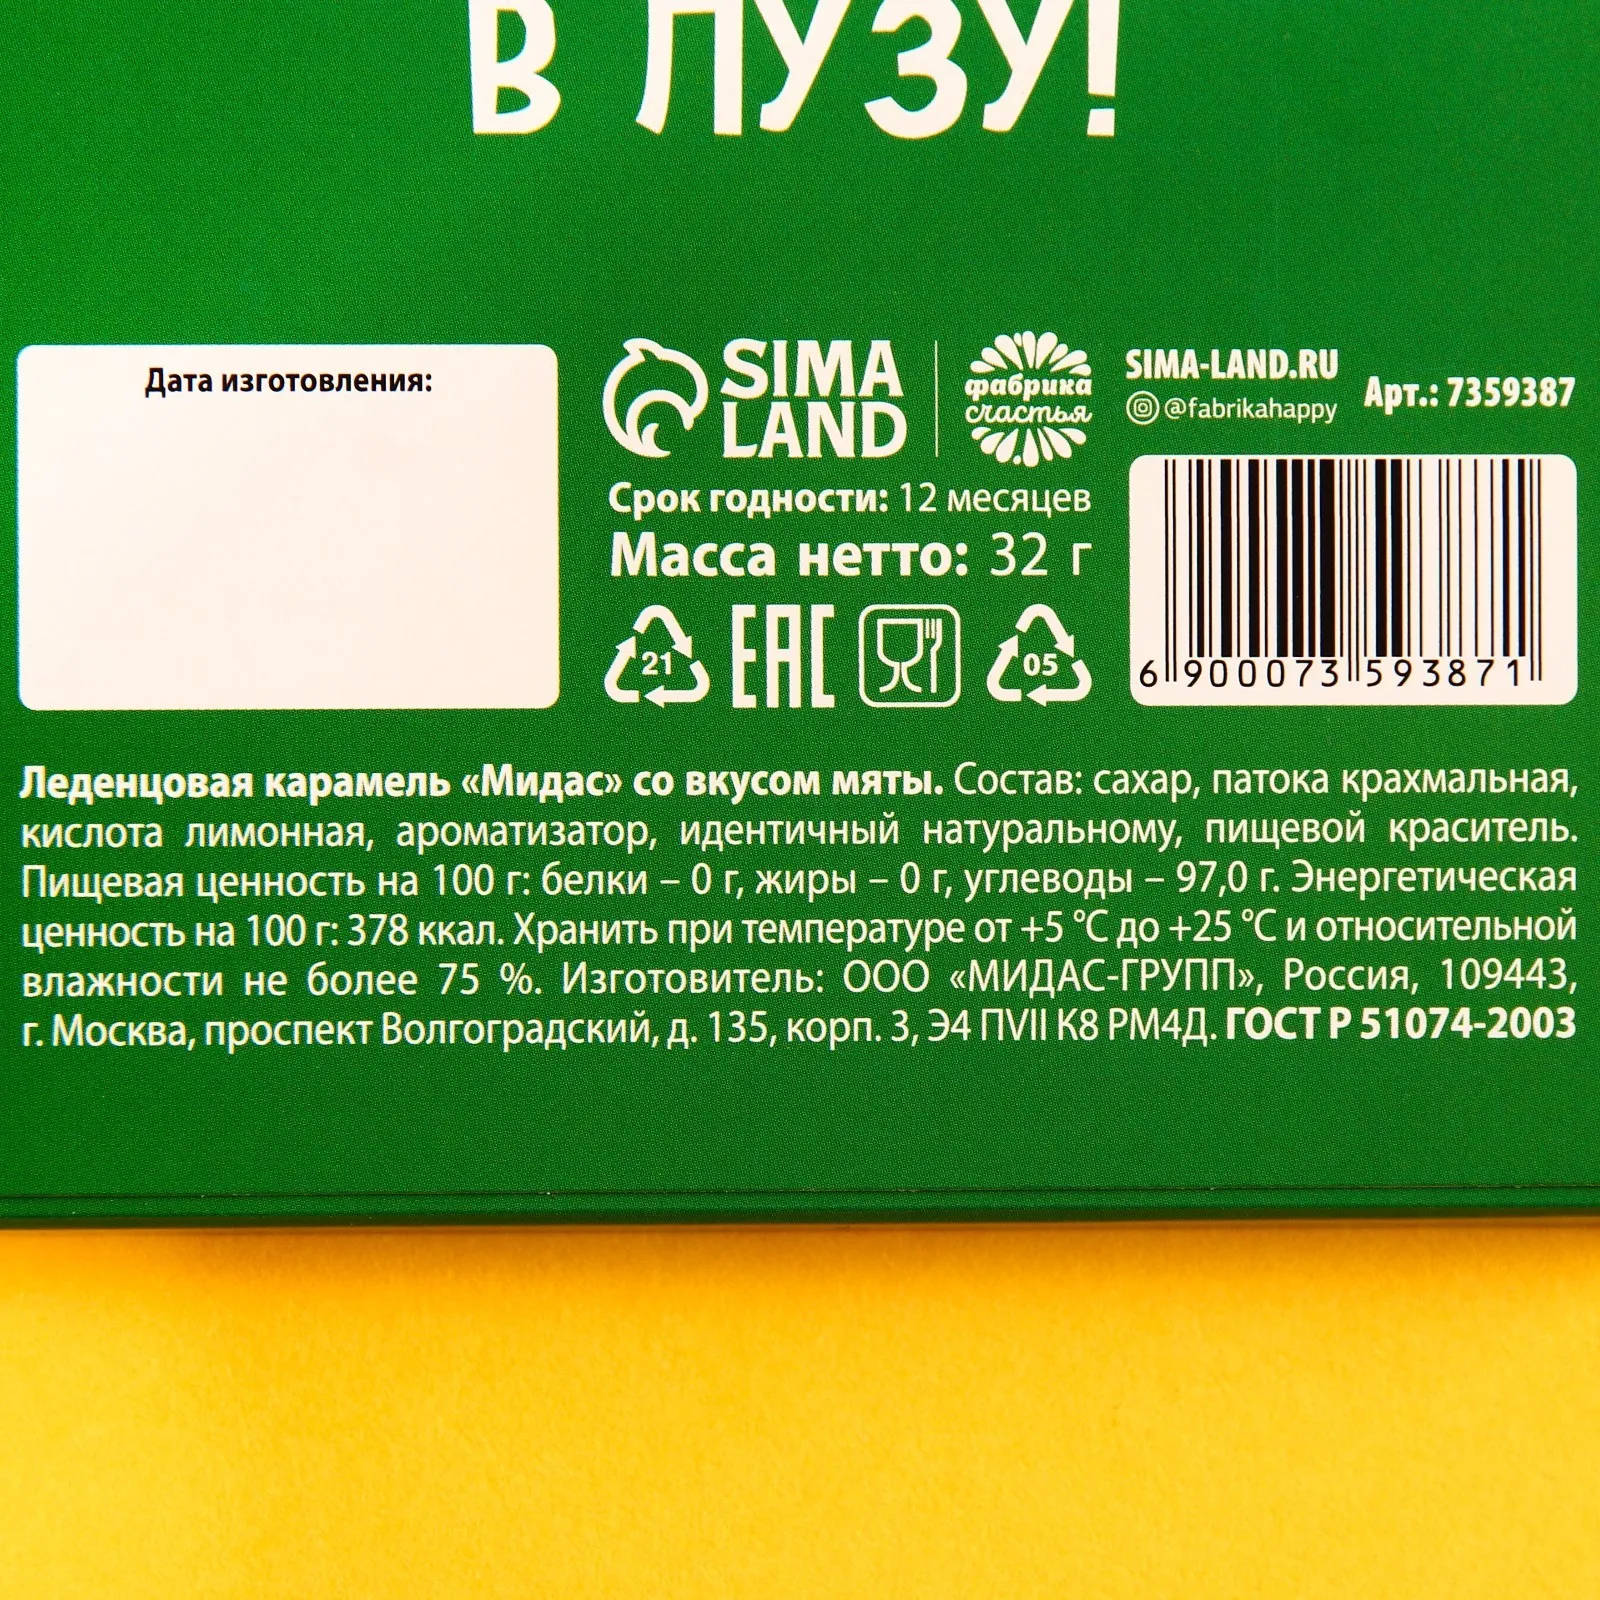 В ЛУЗУ!
Дата изготовления:
SIMA
LAND
фабрика
счастья
SIMA-LAND.RU
@fabrikahappy
Арт.: 7359387
Срок годности: 12 месяцев
Масса нетто: 32 г
21
ЕАС
05
6 900073 593871
Леденцовая карамель «Мидас» со вкусом мяты. Состав: сахар, патока крахмальная,
кислота лимонная, ароматизатор, идентичный натуральному, пищевой краситель.
Пищевая ценность на 100 г: белки – 0 г, жиры – 0 г, углеводы – 97,0 г. Энергетическая
ценность на 100 г: 378 ккал. Хранить при температуре от +5 °С до +25 °С и относительной
влажности не более 75 %. Изготовитель: ООО «МИДАС-ГРУПП», Россия, 109443,
г. Москва, проспект Волгоградский, д. 135, корп. 3, Э4 ПVII К8 РМ4Д. ГОСТ Р 51074-2003